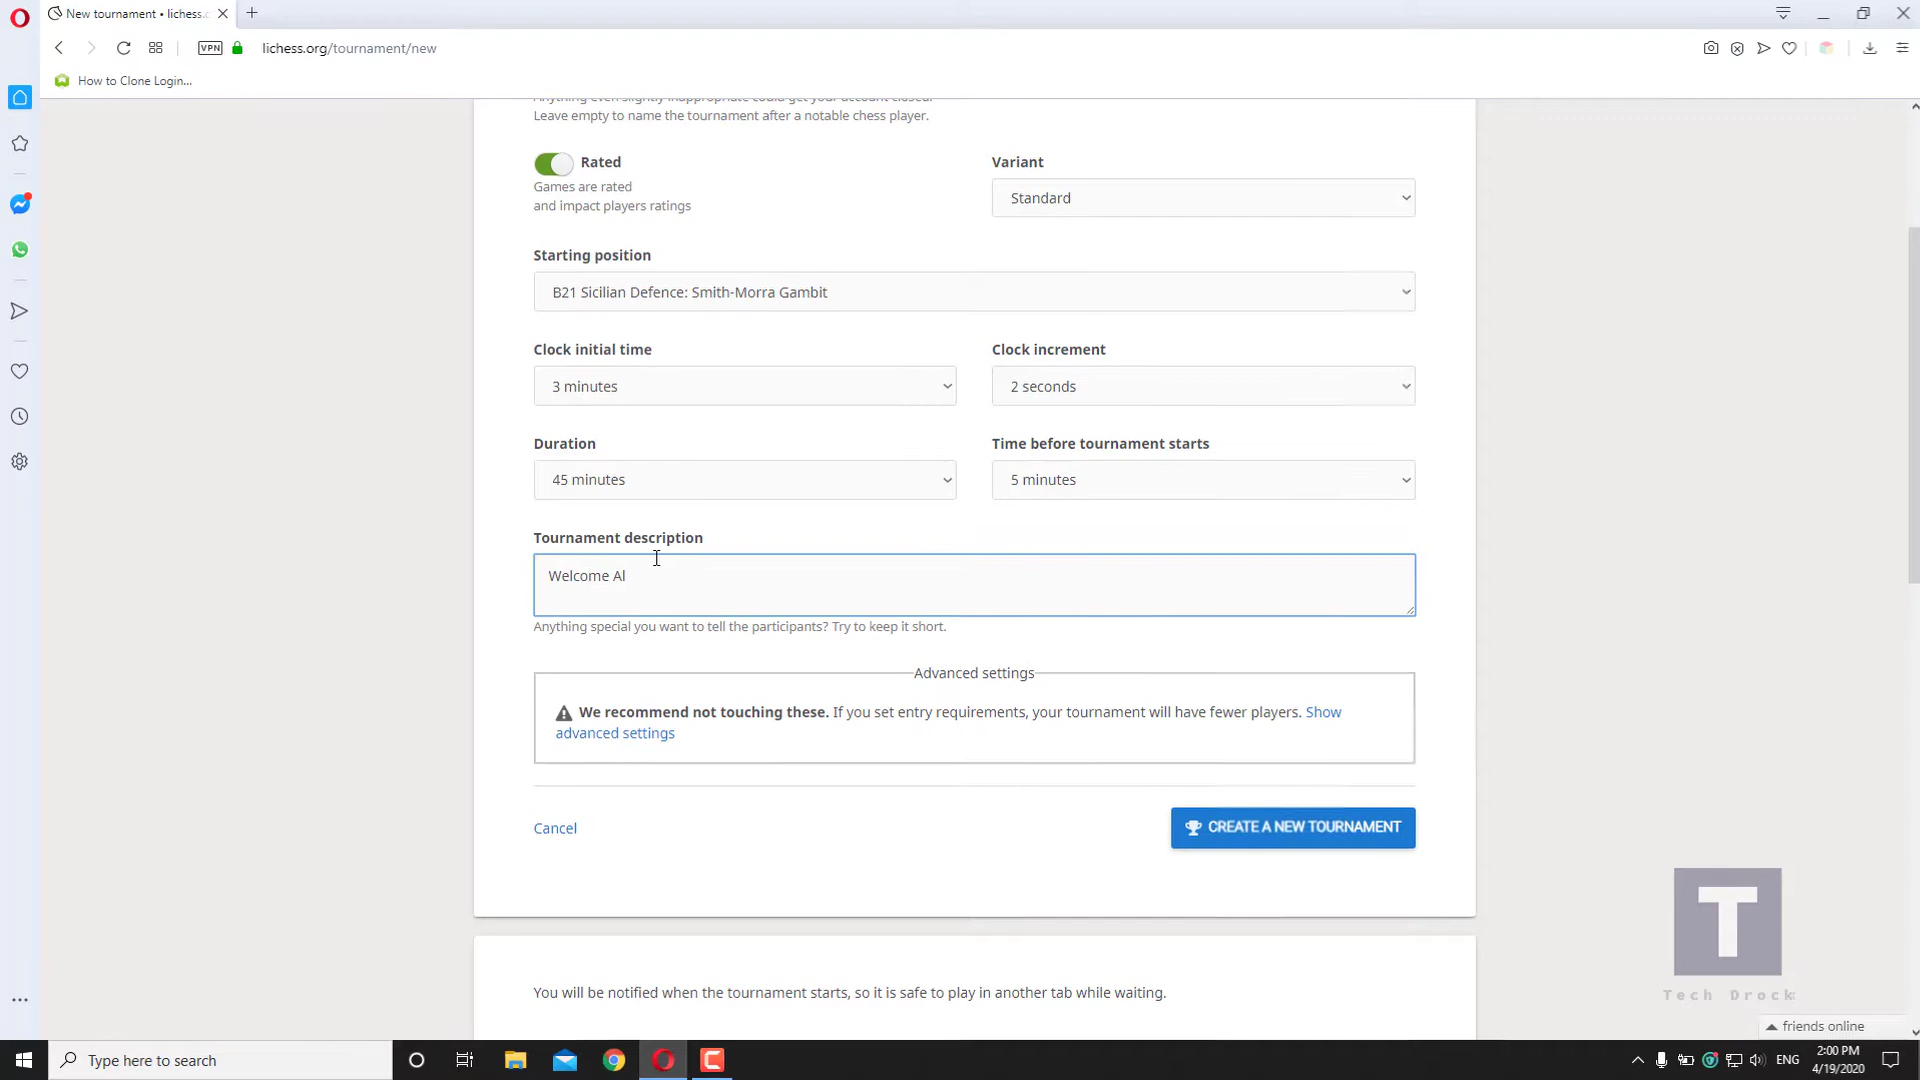 New tournament • lichess.
lichess.org/tournament/new
VPN
How to Clone Login...
Leave empty to name the tournament after a notable chess player.
Rated
Games are rated
and impact players ratings
Variant
Standard
Starting position
B21 Sicilian Defence: Smith-Morra Gambit
Clock initial time
Clock increment
3 minutes
2 seconds
Duration
Time before tournament starts
45 minutes
5 minutes
Tournament description
Welcome Al
Anything special you want to tell the participants? Try to keep it short.
Advanced settings
We recommend not touching these. If you set entry requirements, your tournament will have fewer players. Show
advanced settings
Cancel
CREATE A NEW TOURNAMENT
You will be notified when the tournament starts, so it is safe to play in another tab while waiting.
T
Tech Drock
friends online
Type here to search
ENG
2:00 PM
4/19/2020